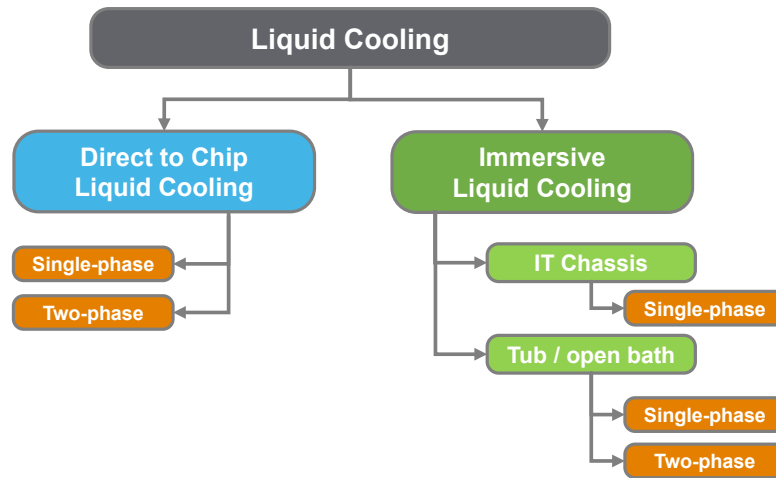 Liquid Cooling
Direct to Chip
Liquid Cooling
Single-phase
Two-phase
Immersive
Liquid Cooling
IT Chassis
Single-phase
Tub / open bath
Single-phase
Two-phase